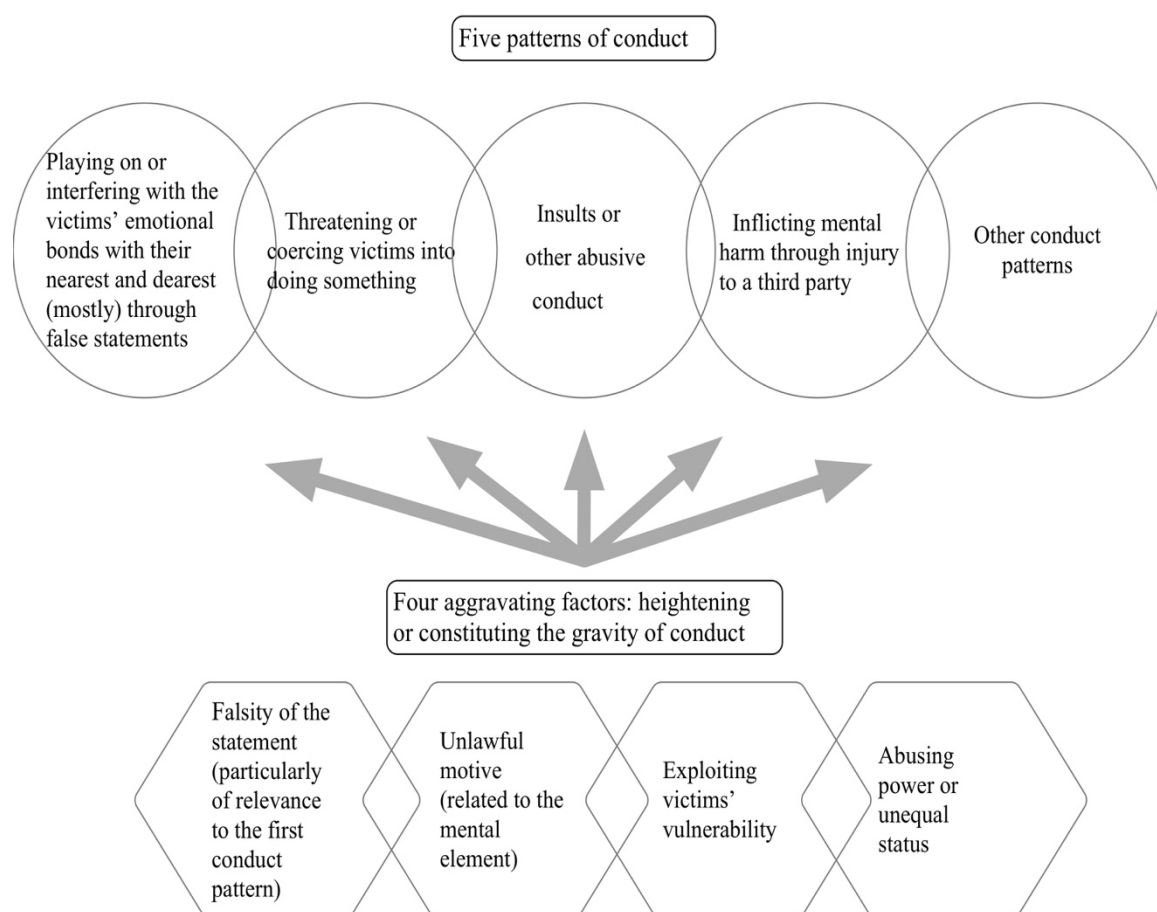 Five patterns of conduct
Playing on or
interfering with the
victims’ emotional
bonds with their
nearest and dearest
(mostly) through
false statements
Threatening or
coercing victims into
doing something
Insults or
other abusive
conduct
Inflicting mental
harm through injury
to a third party
Other conduct
patterns
Four aggravating factors: heightening
or constituting the gravity of conduct
Falsity of the
statement
(particularly
of relevance
to the first
conduct
pattern)
Unlawful
motive
(related to the
mental
element)
Exploiting
victims’
vulnerability
Abusing
power or
unequal
status